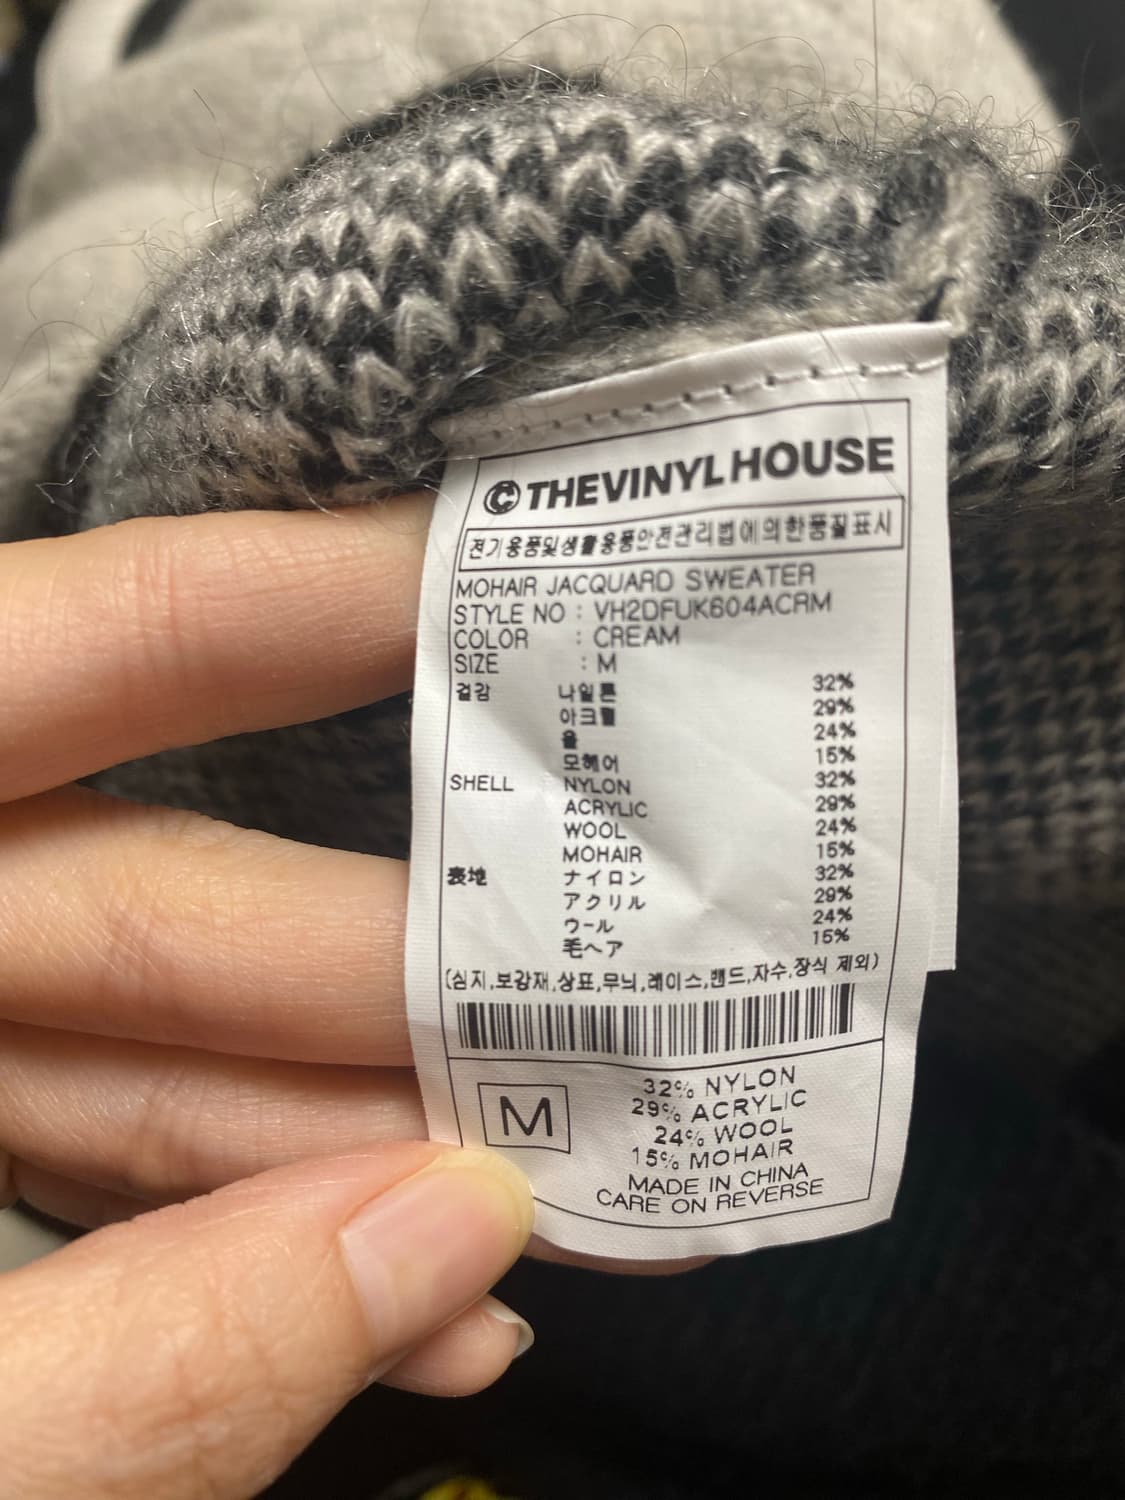 © THEVINYLHOUSE
전기용품및생활용품안전관리법에의한품질표시
MOHAIR JACQUARD SWEATER
STYLE NO : VH2DFUK604ACRM
COLOR : CREAM
SIZE : M
겉감 나일론 32%
아크릴 29%
울 24%
모헤어 15%
SHELL NYLON 32%
ACRYLIC 29%
WOOL 24%
MOHAIR 15%
表地 ナイロン 32%
アクリル 29%
ウール 24%
毛ヘア 15%
(심지,보강재,상표,무늬,레이스,밴드,자수,장식 제외)
M
32% NYLON
29% ACRYLIC
24% WOOL
15% MOHAIR
MADE IN CHINA
CARE ON REVERSE